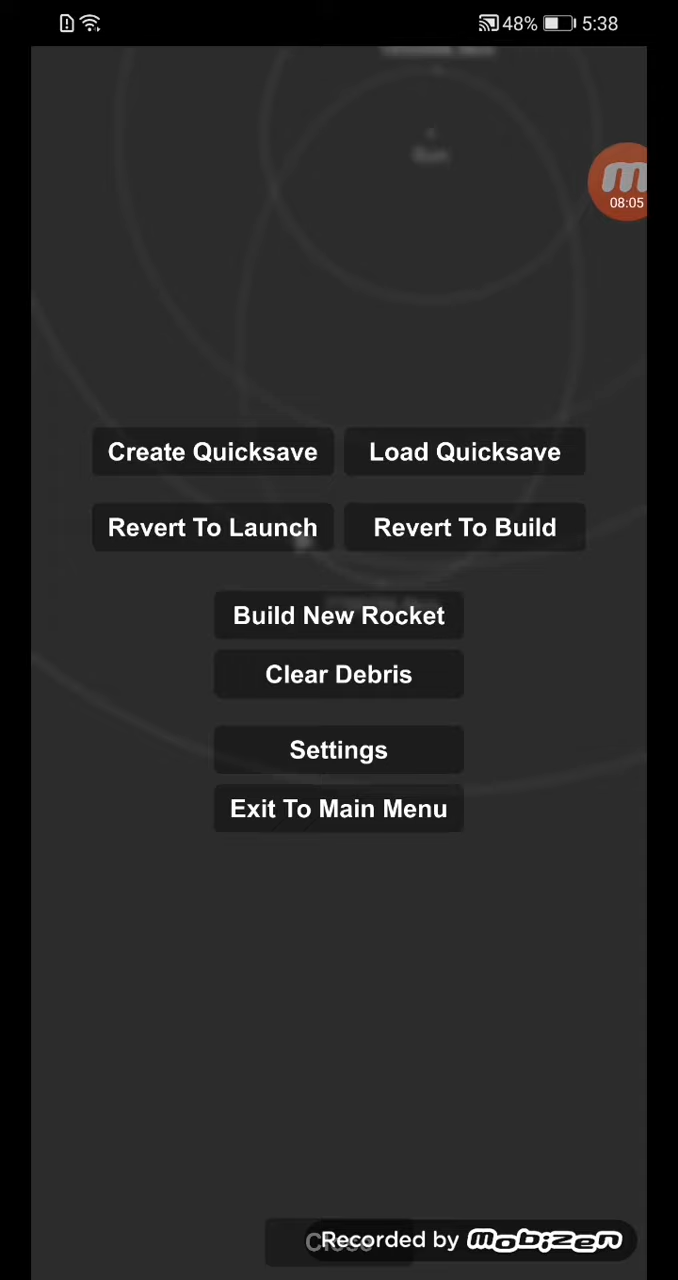 48% 5:38
08:05
Create Quicksave Load Quicksave
Revert To Launch Revert To Build
Build New Rocket
Clear Debris
Settings
Exit To Main Menu
Close
Recorded by mobizen